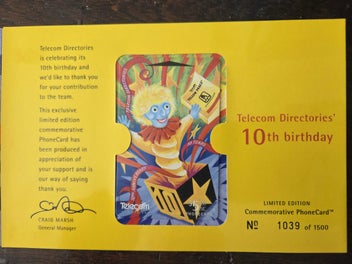 Telecom Directories
is celebrating its
10th birthday and
we'd like to thank you
for your contribution
to the team.
This exclusive
limited edition
commemorative
PhoneCard has
been produced in
appreciation of
your support and is
our way of saying
thank you.
CRAIG MARSH
General Manager
Telecom
Telecom Directories'
10th birthday
LIMITED EDITION
Commemorative PhoneCard™
Nº 1039 of 1500